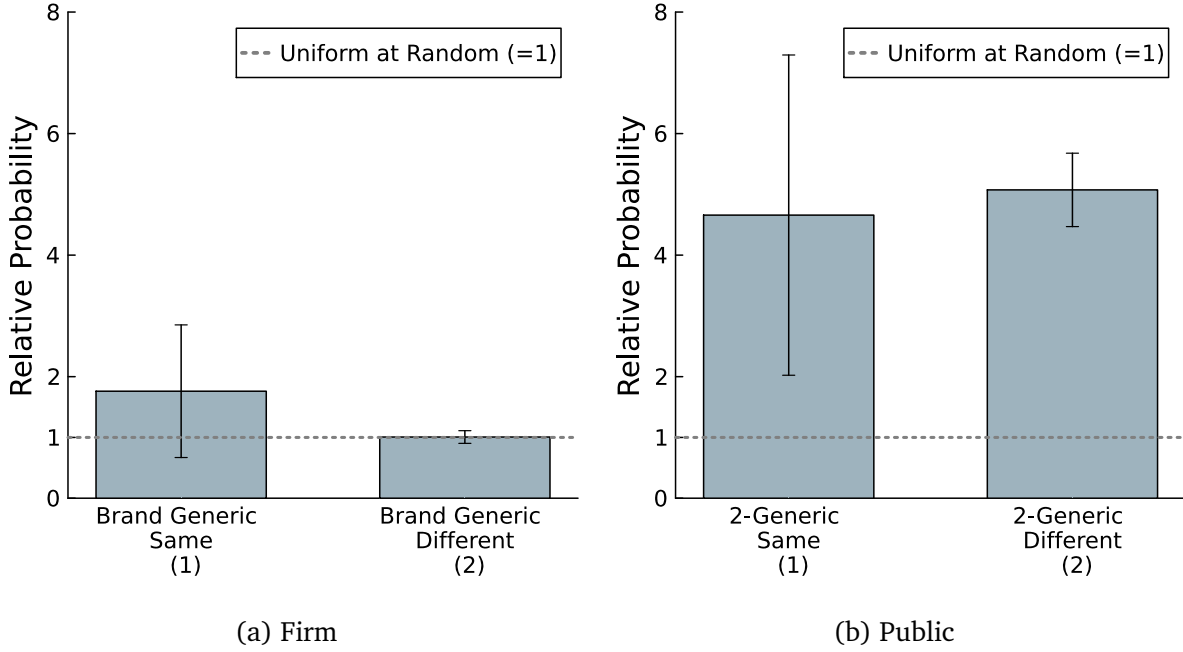 8
6
4
2
1
0
Relative Probability
Uniform at Random (=1)
Brand Generic
Same
(1)
Brand Generic
Different
(2)
(a) Firm
8
6
4
2
1
0
Relative Probability
Uniform at Random (=1)
2-Generic
Same
(1)
2-Generic
Different
(2)
(b) Public